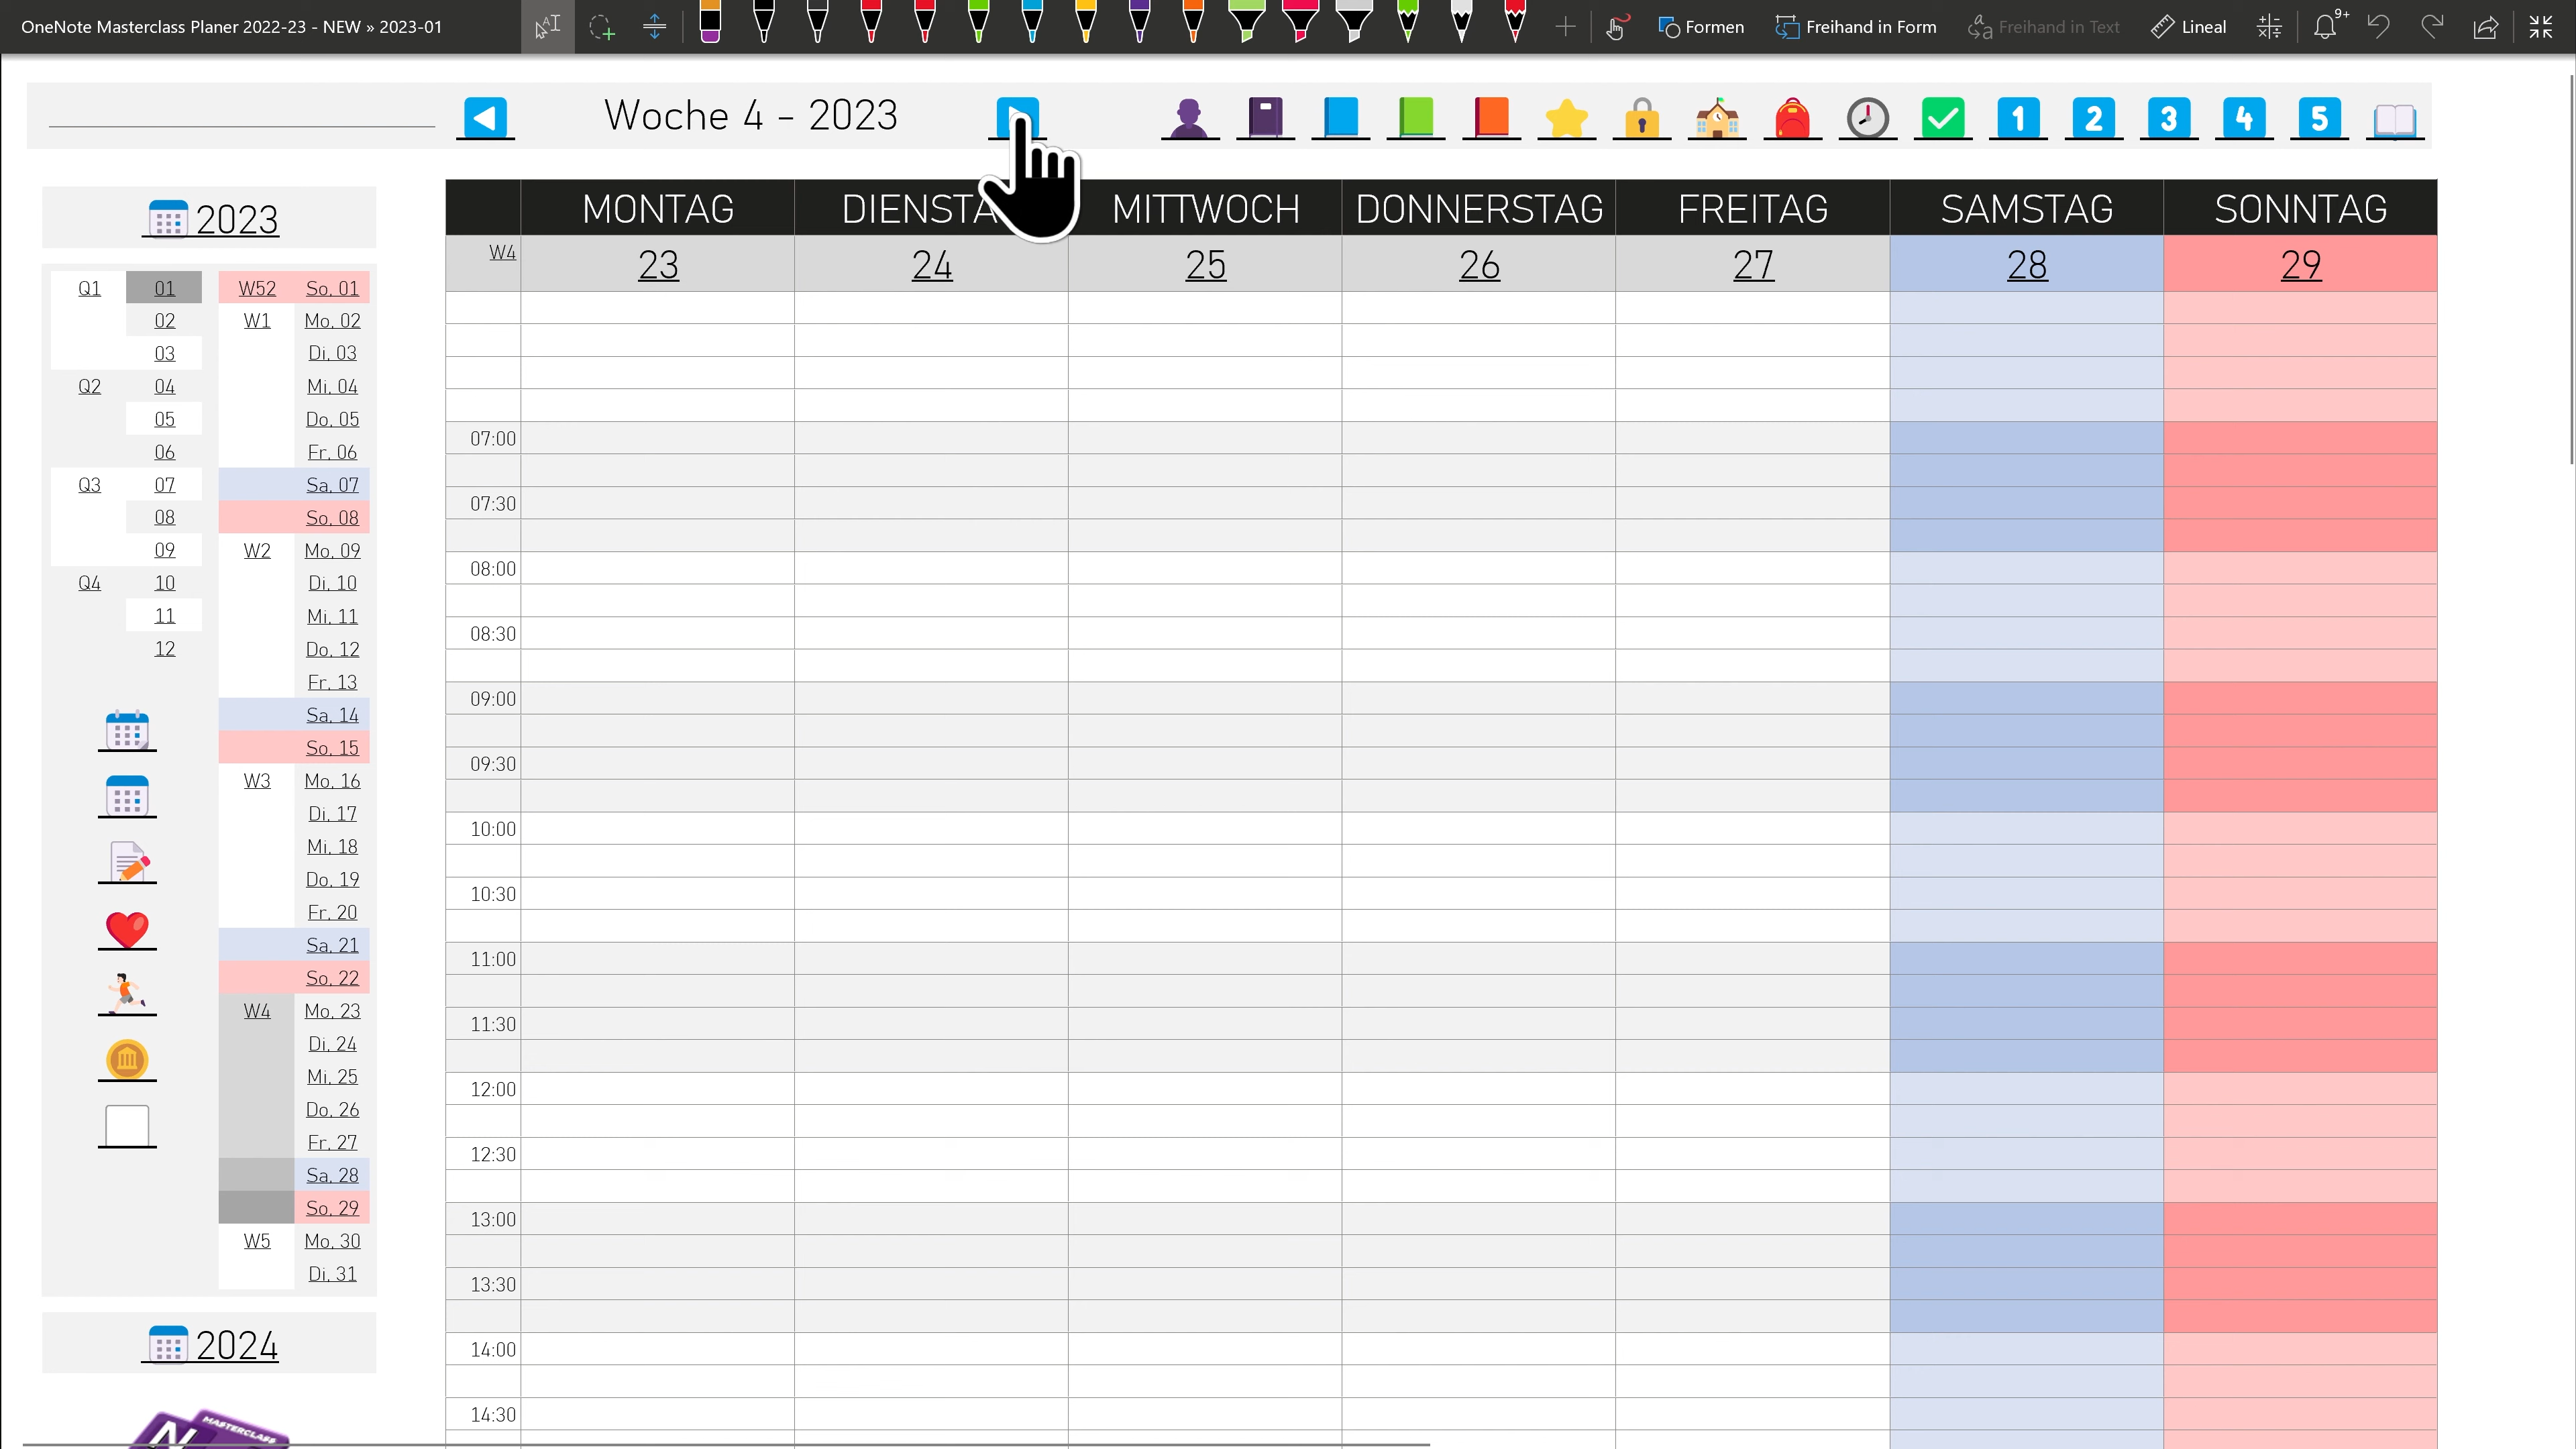 OneNote Masterclass Planer 2022-23 - NEW » 2023-01
Formen
Freihand in Form
Freihand in Text
Lineal
9+
Woche 4 - 2023
1 2 3 4 5
2023
Q1 01 W52 So, 01
02 W1 Mo, 02
03 Di, 03
Q2 04 Mi, 04
05 Do, 05
06 Fr, 06
Q3 07 Sa, 07
08 So, 08
09 W2 Mo, 09
Q4 10 Di, 10
11 Mi, 11
12 Do, 12
Fr, 13
Sa, 14
So, 15
W3 Mo, 16
Di, 17
Mi, 18
Do, 19
Fr, 20
Sa, 21
So, 22
W4 Mo, 23
Di, 24
Mi, 25
Do, 26
Fr, 27
Sa, 28
So, 29
W5 Mo, 30
Di, 31
2024
N MASTERCLASS
MONTAG DIENSTA MITTWOCH DONNERSTAG FREITAG SAMSTAG SONNTAG
W4 23 24 25 26 27 28 29
07:00
07:30
08:00
08:30
09:00
09:30
10:00
10:30
11:00
11:30
12:00
12:30
13:00
13:30
14:00
14:30